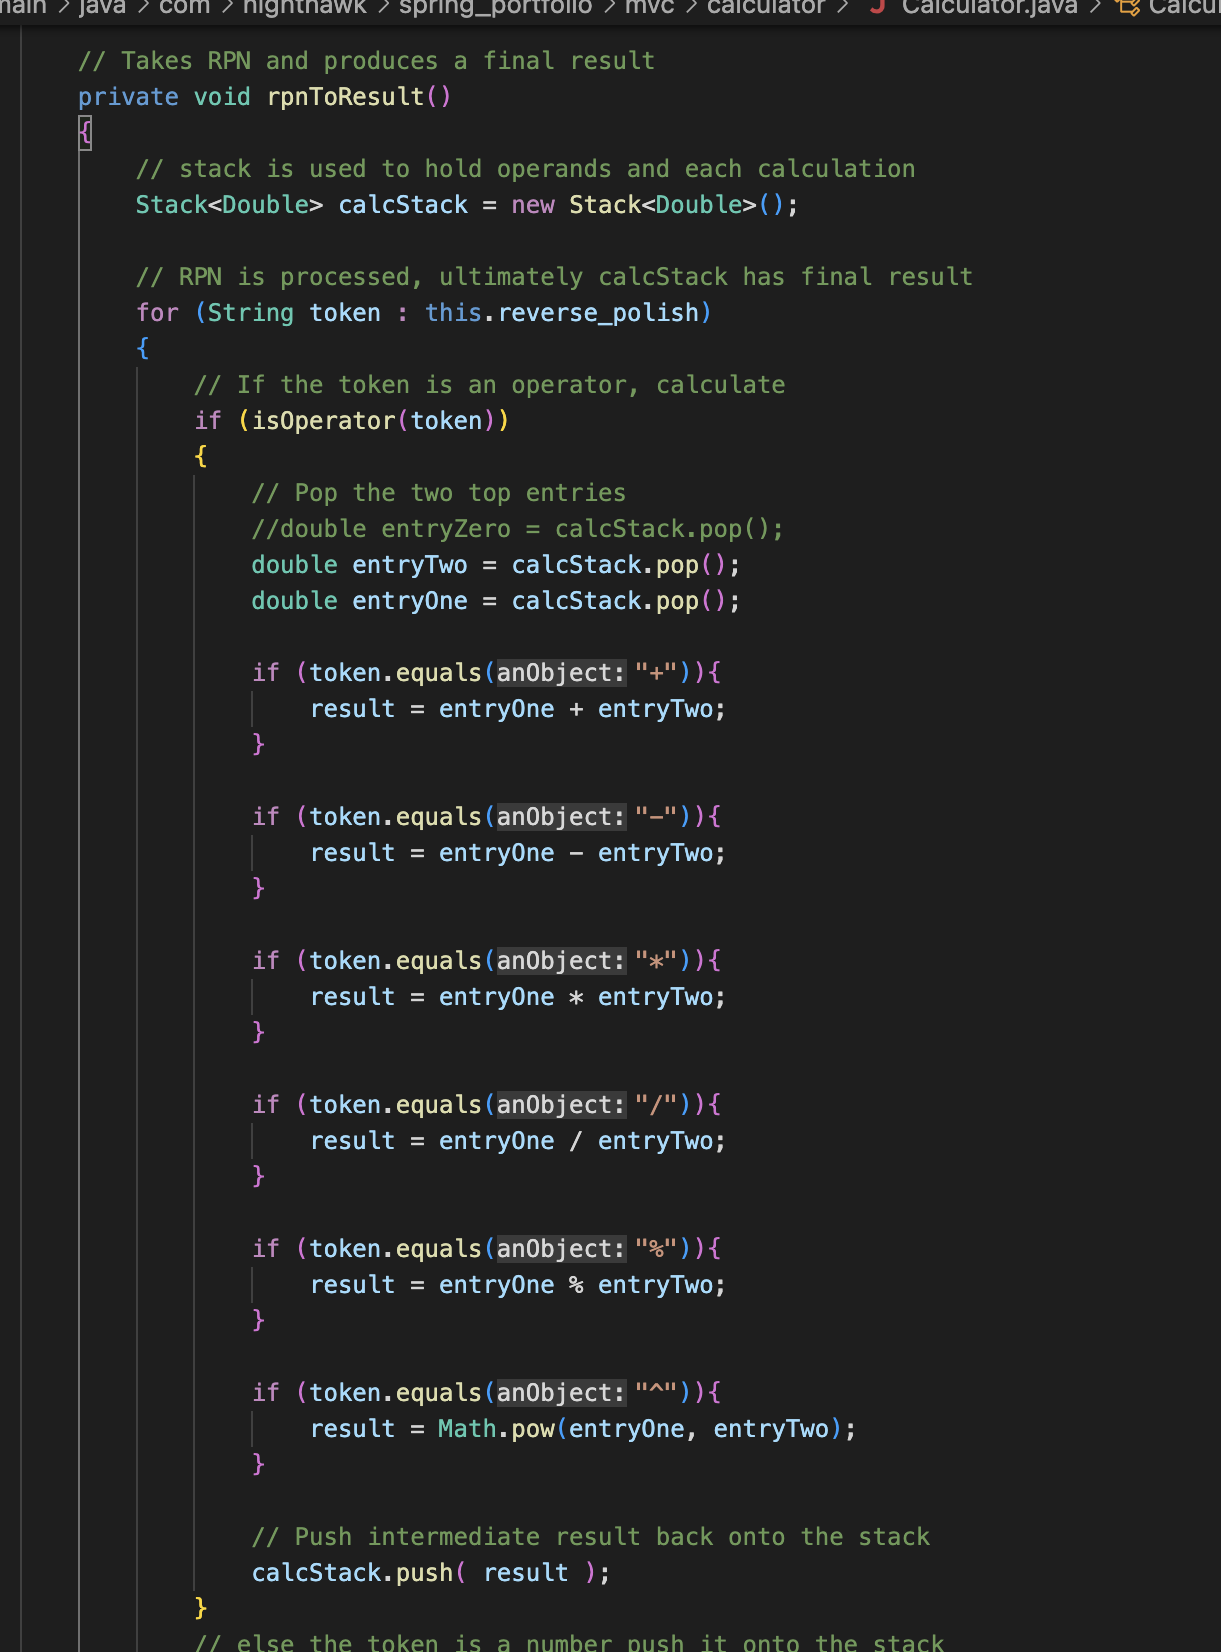 main > java > com > nighthawk > spring_portfolio > mvc > calculator > J Calculator.java > Calcu
// Takes RPN and produces a final result
private void rpnToResult()
{
// stack is used to hold operands and each calculation
Stack<Double> calcStack = new Stack<Double>();
// RPN is processed, ultimately calcStack has final result
for (String token : this.reverse_polish)
{
// If the token is an operator, calculate
if (isOperator(token))
{
// Pop the two top entries
//double entryZero = calcStack.pop();
double entryTwo = calcStack.pop();
double entryOne = calcStack.pop();
if (token.equals(anObject: "+")){
result = entryOne + entryTwo;
}
if (token.equals(anObject: "-")){
result = entryOne - entryTwo;
}
if (token.equals(anObject: "*")){
result = entryOne * entryTwo;
}
if (token.equals(anObject: "/")){
result = entryOne / entryTwo;
}
if (token.equals(anObject: "%")){
result = entryOne % entryTwo;
}
if (token.equals(anObject: "^")){
result = Math.pow(entryOne, entryTwo);
}
// Push intermediate result back onto the stack
calcStack.push( result );
}
// else the token is a number push it onto the stack